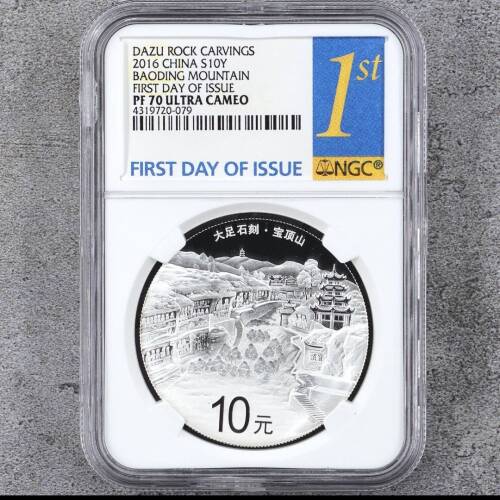 DAZU ROCK CARVINGS
2016 CHINA S10Y
BAODING MOUNTAIN
FIRST DAY OF ISSUE
PF 70 ULTRA CAMEO
4319720-079
1st
FIRST DAY OF ISSUE
NGC®
大足石刻·宝顶山
10元